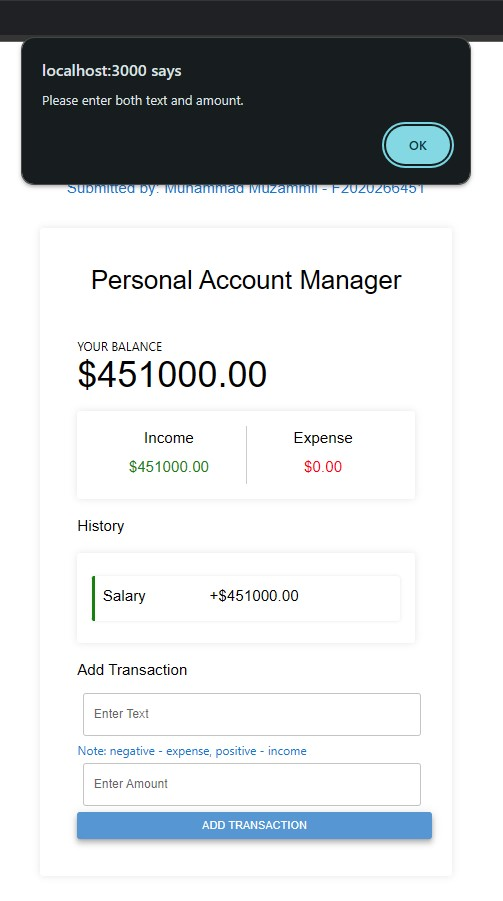 localhost:3000 says
Please enter both text and amount.
OK
Submitted by: Muhammad Muzammil - F2020266451
Personal Account Manager
YOUR BALANCE
$451000.00
Income
Expense
$451000.00
$0.00
History
Salary +$451000.00
Add Transaction
Enter Text
Note: negative - expense, positive - income
Enter Amount
ADD TRANSACTION